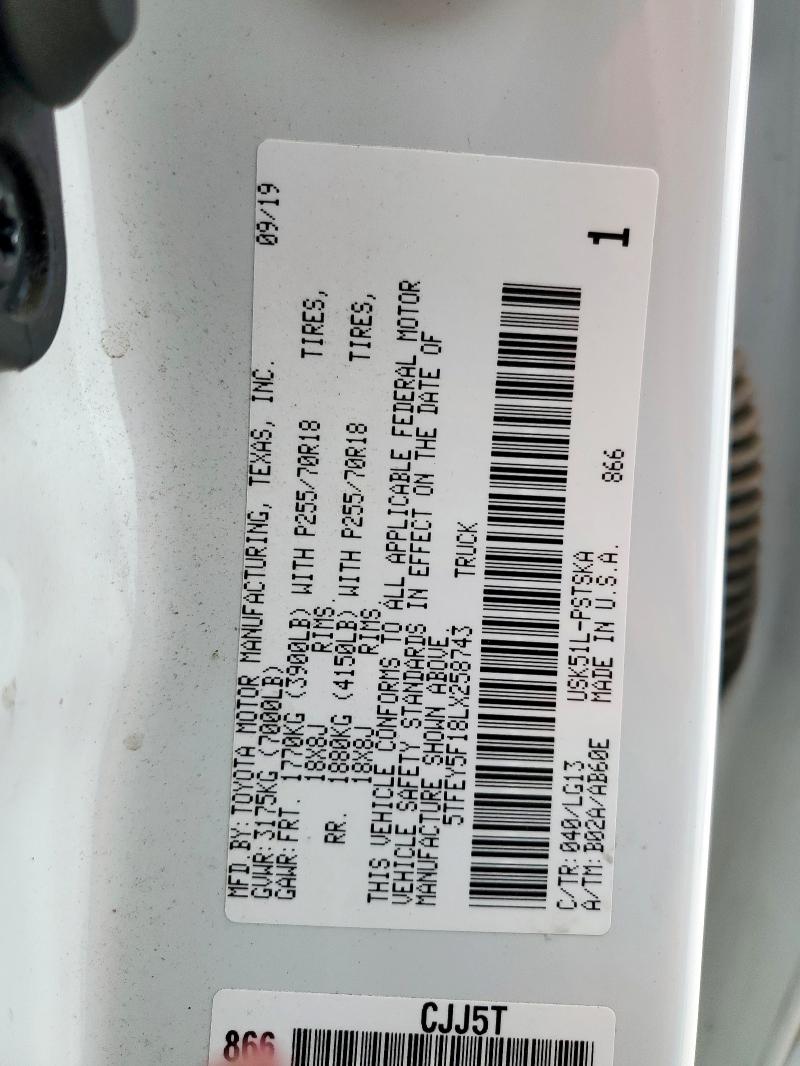 MFD.BY:TOYOTA MOTOR MANUFACTURING, TEXAS, INC. 09/19
GVWR:3175KG (7000LB)
GAWR:FRT. 1770KG (3900LB) WITH P255/70R18 TIRES,
18X8J RIMS.
RR. 1880KG (4150LB) WITH P255/70R18 TIRES,
18X8J RIMS.
THIS VEHICLE CONFORMS TO ALL APPLICABLE FEDERAL MOTOR
VEHICLE SAFETY STANDARDS IN EFFECT ON THE DATE OF
MANUFACTURE SHOWN ABOVE.
5TFEY5F18LX258743 TRUCK
C/TR:040/LG13 USK51L-PSTSKA
A/TM:B02A/AB60E MADE IN U.S.A. 866 1
866 CJJ5T